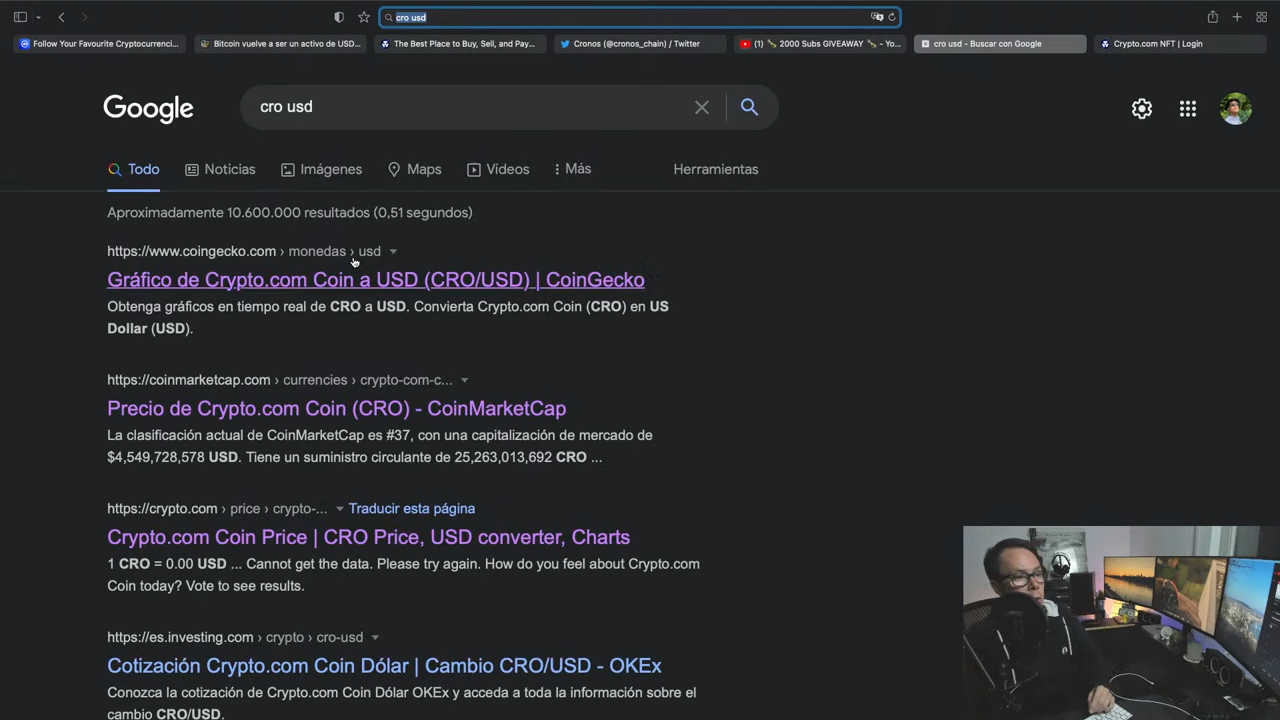 cro usd
Follow Your Favourite Cryptocurrenci...
Bitcoin vuelve a ser un activo de USD...
The Best Place to Buy, Sell, and Pay...
Cronos (@cronos_chain) / Twitter
(1) 🍾 2000 Subs GIVEAWAY 🍾 - Yo...
cro usd - Buscar con Google
Crypto.com NFT | Login
Google
cro usd
Todo
Noticias
Imágenes
Maps
Vídeos
Más
Herramientas
Aproximadamente 10.600.000 resultados (0,51 segundos)
https://www.coingecko.com › monedas › usd
Gráfico de Crypto.com Coin a USD (CRO/USD) | CoinGecko
Obtenga gráficos en tiempo real de CRO a USD. Convierta Crypto.com Coin (CRO) en US
Dollar (USD).
https://coinmarketcap.com › currencies › crypto-com-c...
Precio de Crypto.com Coin (CRO) - CoinMarketCap
La clasificación actual de CoinMarketCap es #37, con una capitalización de mercado de
$4,549,728,578 USD. Tiene un suministro circulante de 25,263,013,692 CRO ...
https://crypto.com › price › crypto-... Traducir esta página
Crypto.com Coin Price | CRO Price, USD converter, Charts
1 CRO = 0.00 USD ... Cannot get the data. Please try again. How do you feel about Crypto.com
Coin today? Vote to see results.
https://es.investing.com › crypto › cro-usd
Cotización Crypto.com Coin Dólar | Cambio CRO/USD - OKEx
Conozca la cotización de Crypto.com Coin Dólar OKEx y acceda a toda la información sobre el
cambio CRO/USD.